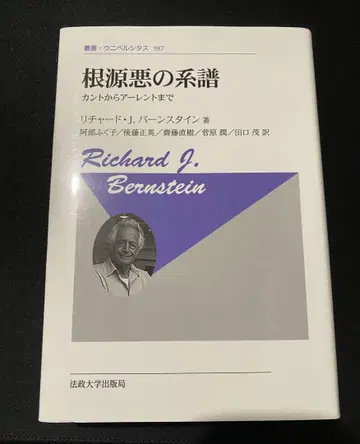 叢書・ウニベルシタス 987
根源悪の系譜
カントからアーレントまで
リチャード・J. バーンスタイン 著
阿部ふく子/後藤正英/齋藤直樹/菅原 潤/田口 茂 訳
Richard J.
Bernstein
法政大学出版局